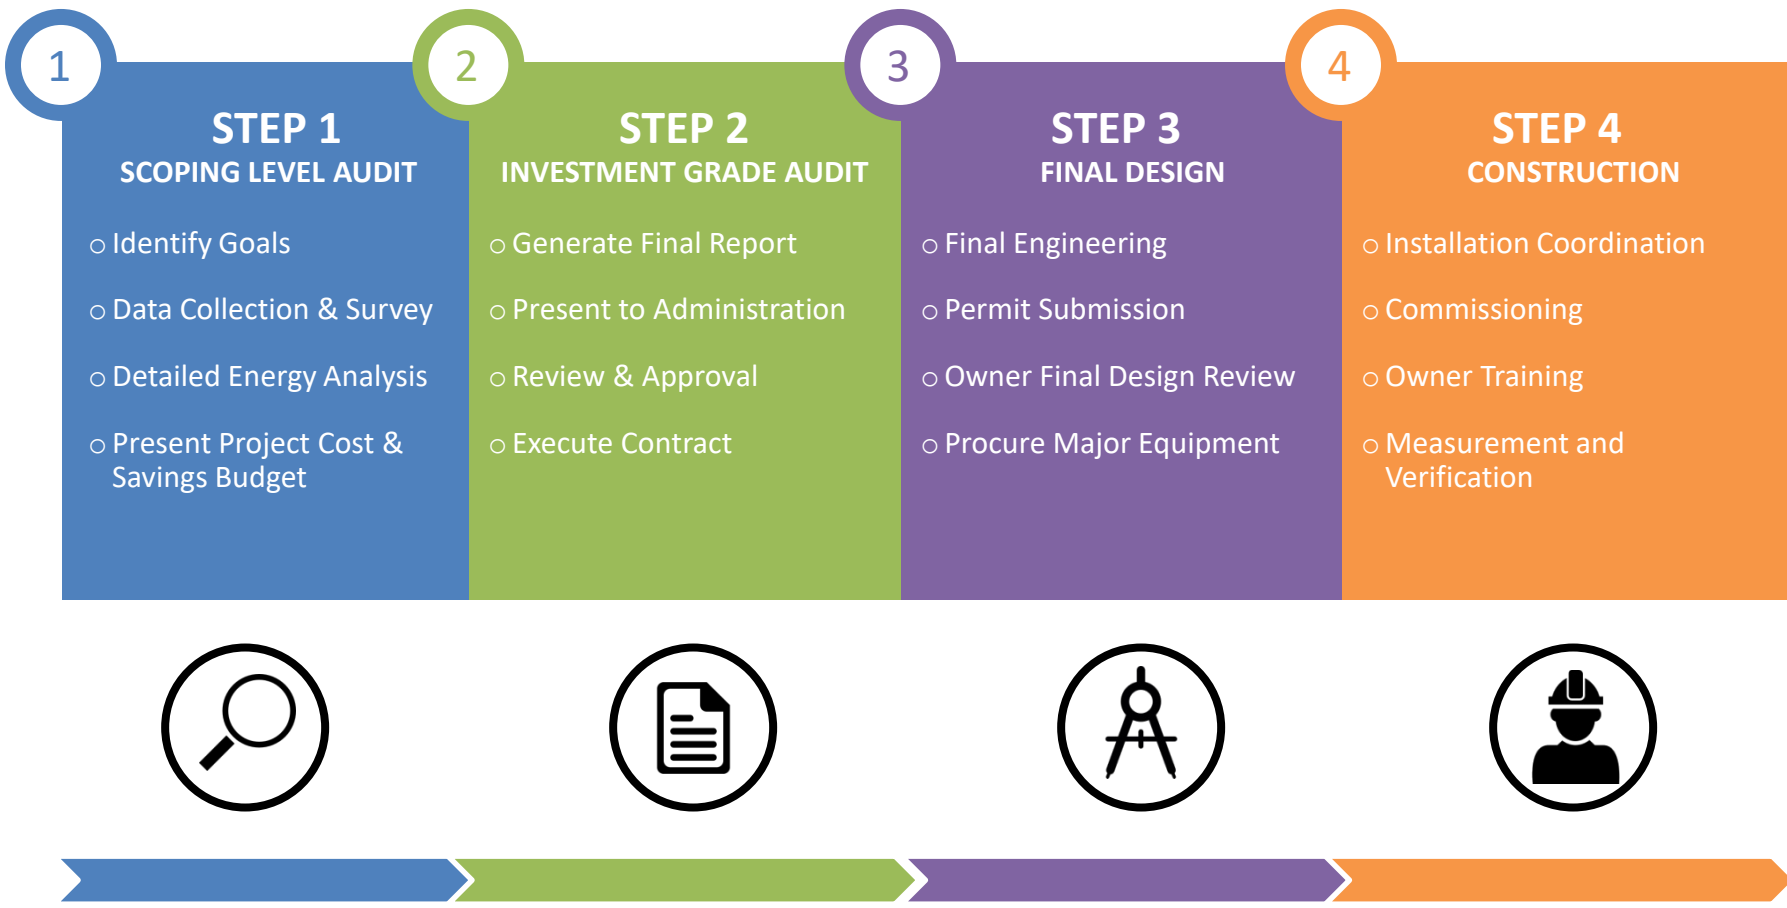 1
STEP 1
SCOPING LEVEL AUDIT
○ Identify Goals
○ Data Collection & Survey
○ Detailed Energy Analysis
○ Present Project Cost &
Savings Budget
2
STEP 2
INVESTMENT GRADE AUDIT
○ Generate Final Report
○ Present to Administration
○ Review & Approval
○ Execute Contract
3
STEP 3
FINAL DESIGN
○ Final Engineering
○ Permit Submission
○ Owner Final Design Review
○ Procure Major Equipment
4
STEP 4
CONSTRUCTION
○ Installation Coordination
○ Commissioning
○ Owner Training
○ Measurement and
Verification